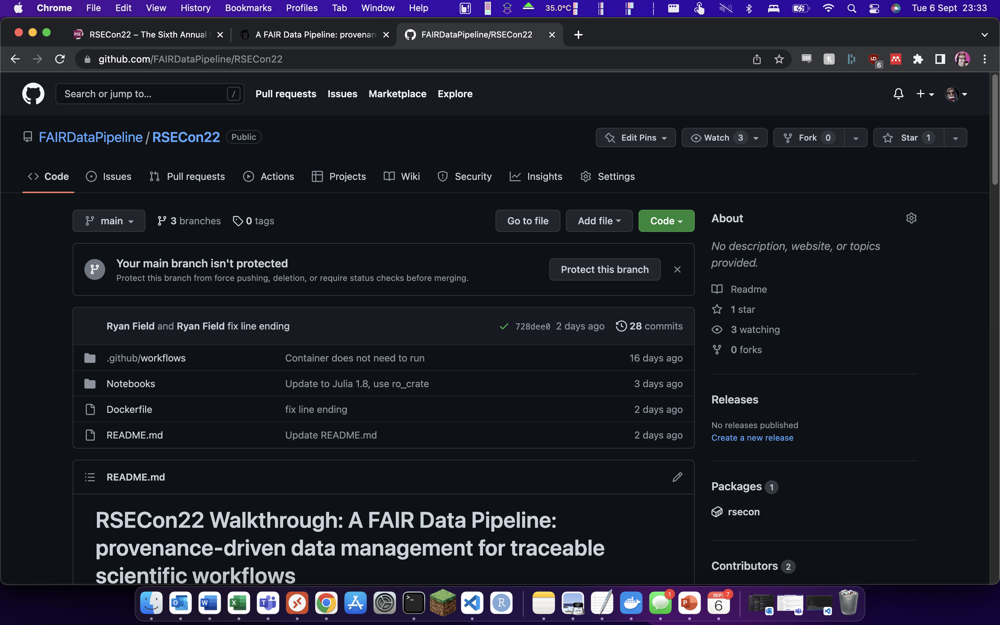 Chrome File Edit View History Bookmarks Profiles Tab Window Help 35.0°C Tue 6 Sept 23:33
RSECon22 – The Sixth Annual A FAIR Data Pipeline: provenan FAIRDataPipeline/RSECon22
github.com/FAIRDataPipeline/RSECon22 CSS 6
Search or jump to... / Pull requests Issues Marketplace Explore
FAIRDataPipeline / RSECon22 Public Edit Pins Watch 3 Fork 0 Star 1
Code Issues Pull requests Actions Projects Wiki Security Insights Settings
main 3 branches 0 tags Go to file Add file Code
Your main branch isn't protected
Protect this branch from force pushing, deletion, or require status checks before merging.
Protect this branch
Ryan Field and Ryan Field fix line ending 728dee0 2 days ago 28 commits
.github/workflows Container does not need to run 16 days ago
Notebooks Update to Julia 1.8, use ro_crate 3 days ago
Dockerfile fix line ending 2 days ago
README.md Update README.md 2 days ago
README.md
RSECon22 Walkthrough: A FAIR Data Pipeline:
provenance-driven data management for traceable
scientific workflows
About
No description, website, or topics
provided.
Readme
1 star
3 watching
0 forks
Releases
No releases published
Create a new release
Packages 1
rsecon
Contributors 2
SEPT 7
6
1